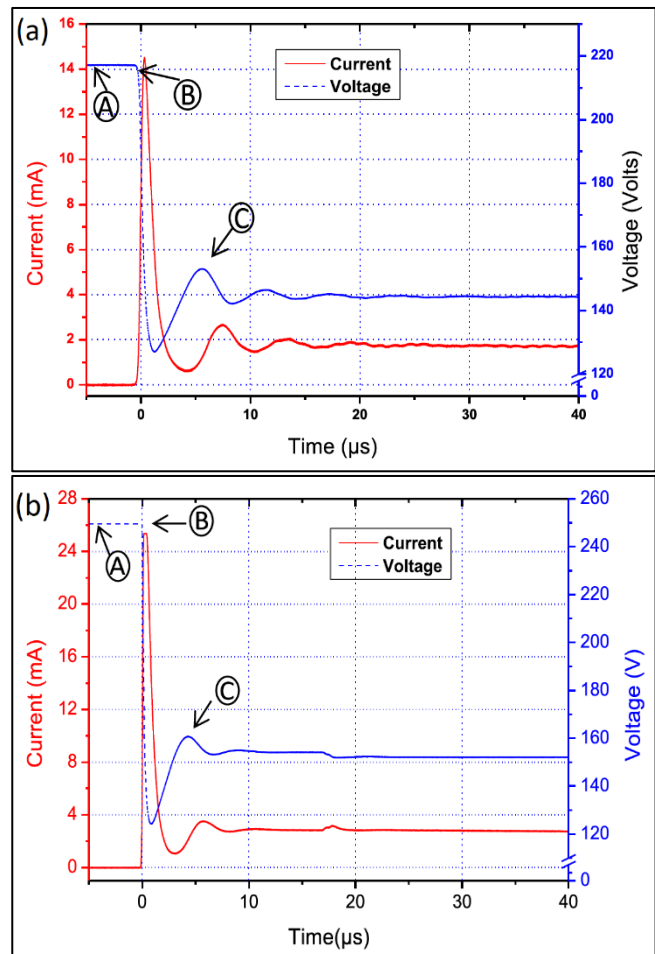 (a)
16
14
12
10
8
6
4
2
0
Current (mA)
Current
Voltage
A
B
C
220
200
180
160
140
120
0
Voltage (Volts)
0
10
20
30
40
Time (µs)
(b)
28
24
20
16
12
8
4
0
Current (mA)
Current
Voltage
A
B
C
260
240
220
200
180
160
140
120
0
Voltage (V)
0
10
20
30
40
Time(µs)